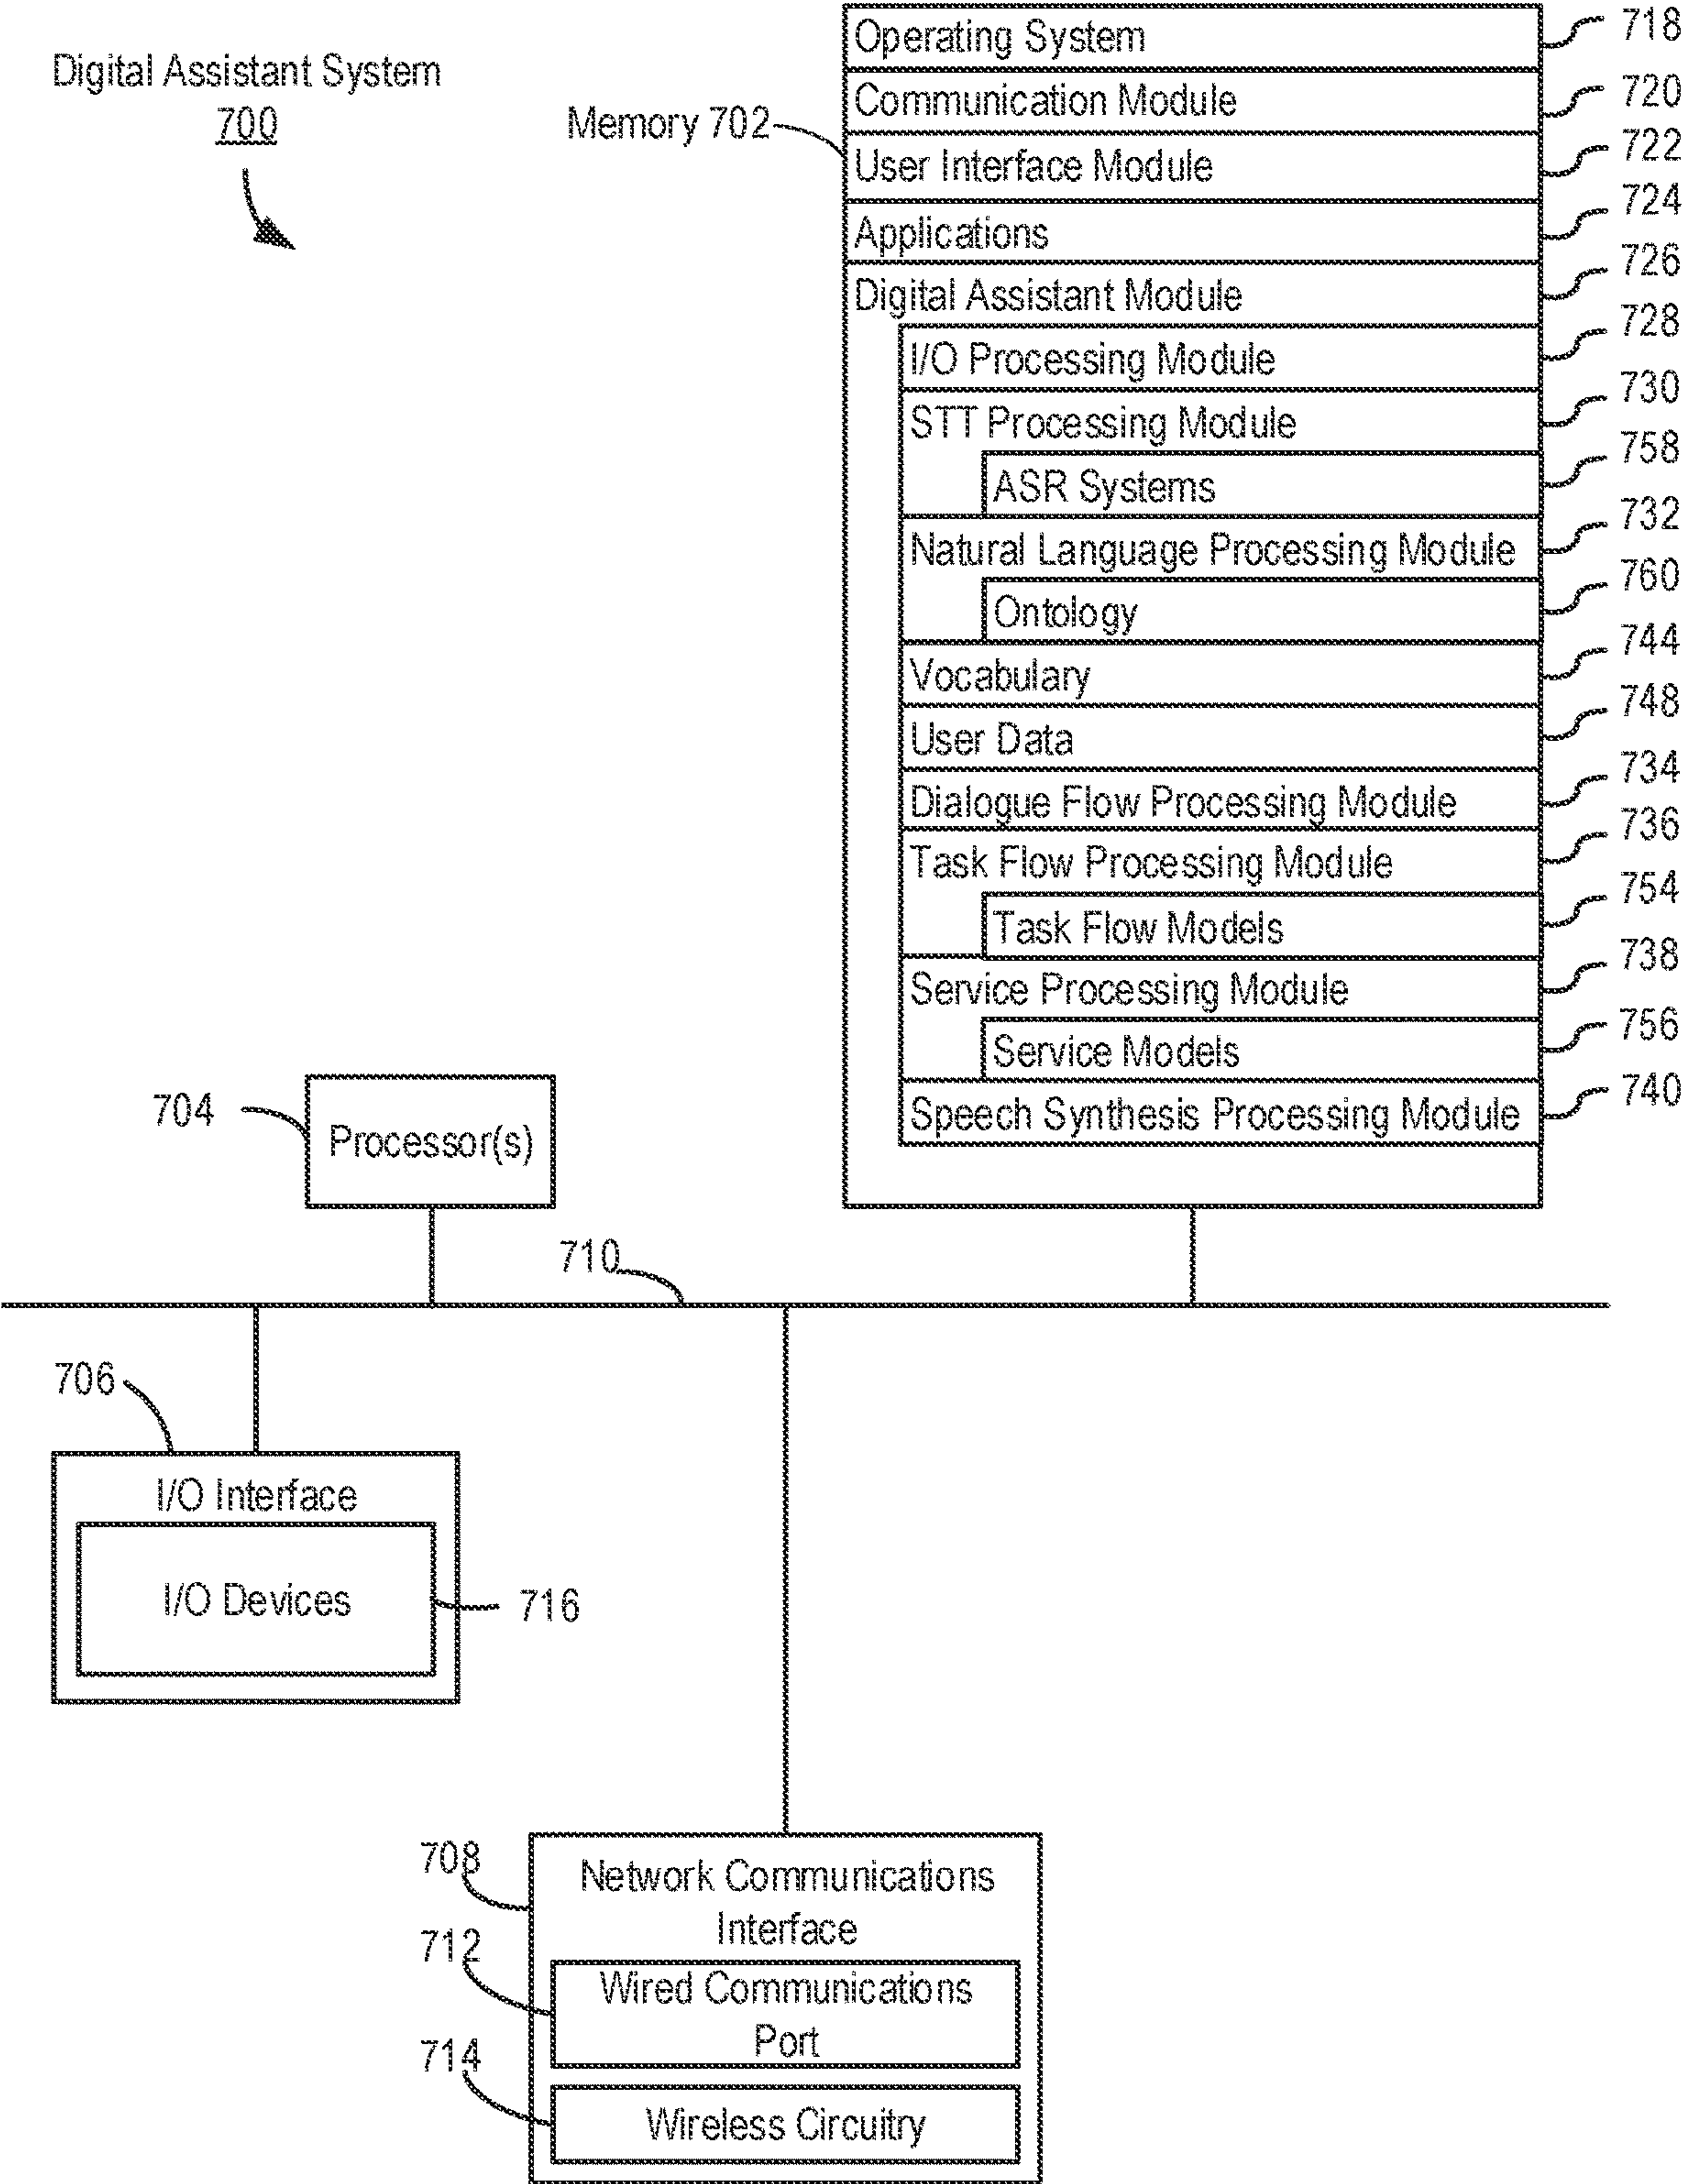 Digital Assistant System
700
Memory 702
Operating System
718
Communication Module
720
User Interface Module
722
Applications
724
Digital Assistant Module
726
I/O Processing Module
728
STT Processing Module
730
ASR Systems
758
Natural Language Processing Module
732
Ontology
760
Vocabulary
744
User Data
748
Dialogue Flow Processing Module
734
Task Flow Processing Module
736
Task Flow Models
754
Service Processing Module
738
Service Models
756
Speech Synthesis Processing Module
740
704
Processor(s)
710
706
I/O Interface
I/O Devices
716
708
Network Communications
Interface
712
Wired Communications
Port
714
Wireless Circuitry